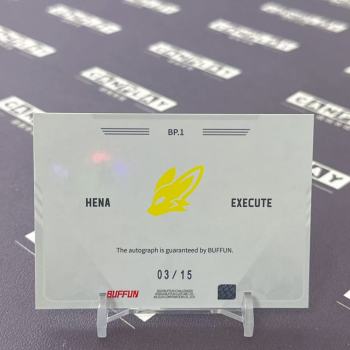 BP.1
HENA
EXECUTE
The autograph is guaranteed by BUFFUN.
03/15
BUFFUN